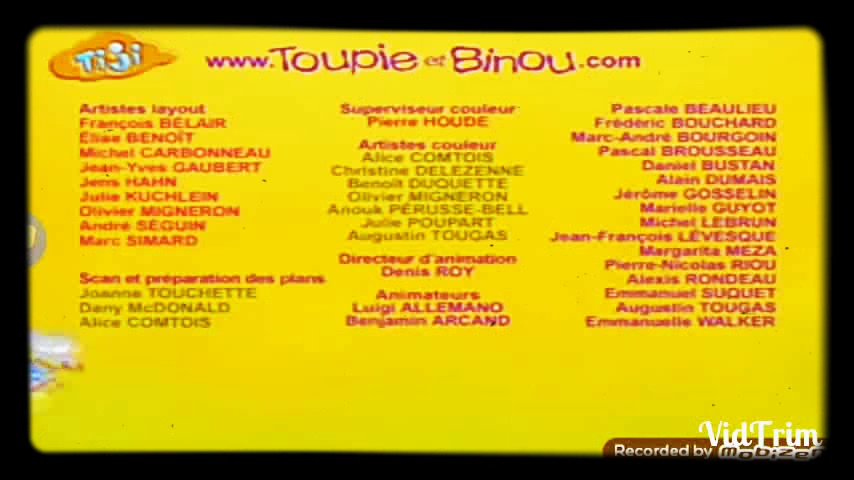 TiJi
www.Toupie et Binou.com
Artistes layout
François BÉLAIR
Élise BENOÎT
Michel CARBONNEAU
Jean-Yves GAUBERT
Jens HAHN
Julie KUCHLEIN
Olivier MIGNERON
André SÉGUIN
Marc SIMARD
Scan et préparation des plans
Joanne TOUCHETTE
Dany McDONALD
Alice COMTOIS
Superviseur couleur
Pierre HOUDE
Artistes couleur
Alice COMTOIS
Christine DELEZENNE
Benoît DUQUETTE
Olivier MIGNERON
Anouk PÉRUSSE-BELL
Julie POUPART
Augustin TOUGAS
Directeur d'animation
Denis ROY
Animateurs
Luigi ALLEMANO
Benjamin ARCAND
Pascale BEAULIEU
Frédéric BOUCHARD
Marc-André BOURGOIN
Pascal BROUSSEAU
Daniel BUSTAN
Alain DUMAIS
Jérôme GOSSELIN
Marielle GUYOT
Michel LEBRUN
Jean-François LÉVESQUE
Margarita MEZA
Pierre-Nicolas RIOU
Alexis RONDEAU
Emmanuel SUQUET
Augustin TOUGAS
Emmanuelle WALKER
VidTrim
Recorded by MOBIZEN